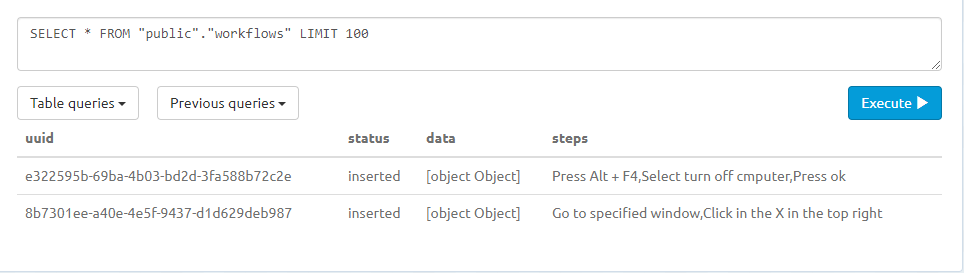 SELECT * FROM "public"."workflows" LIMIT 100
Table queries Previous queries Execute
uuid status data steps
e322595b-69ba-4b03-bd2d-3fa588b72c2e inserted [object Object] Press Alt + F4,Select turn off cmputer,Press ok
8b7301ee-a40e-4e5f-9437-d1d629deb987 inserted [object Object] Go to specified window,Click in the X in the top right